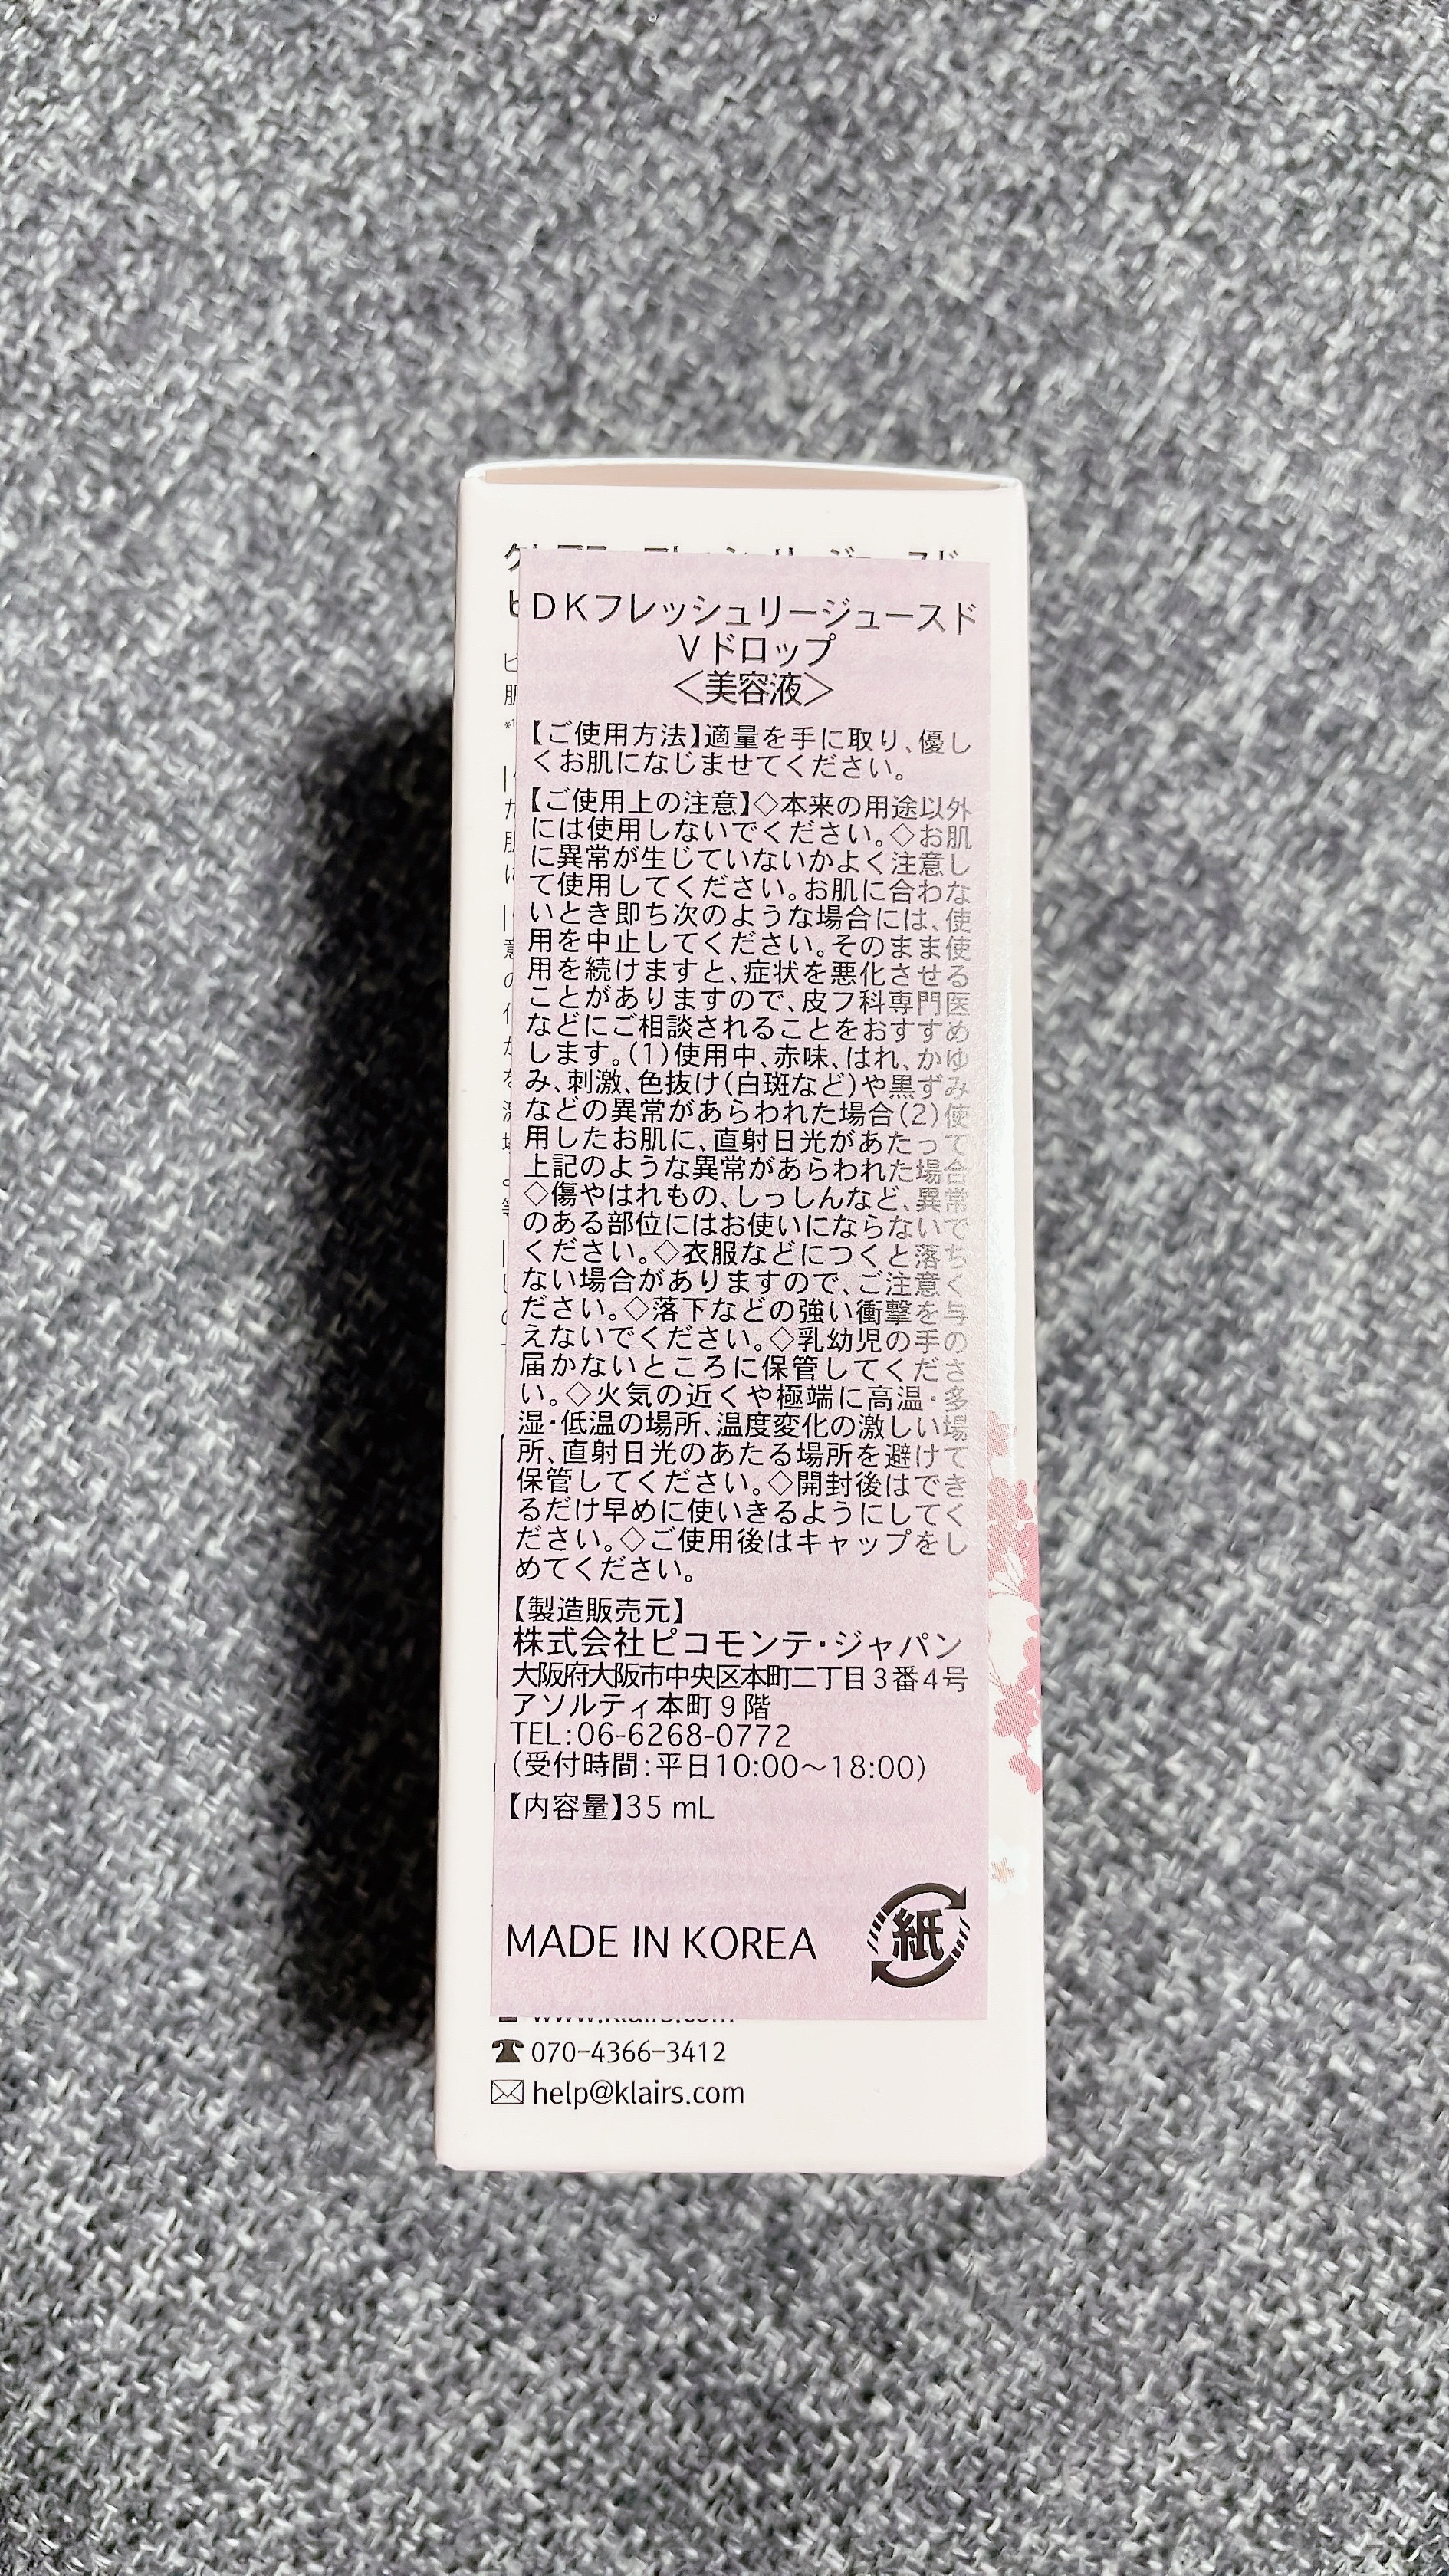 DKフレッシュリージュースド
Vドロップ
<美容液>
【ご使用方法】適量を手に取り、優し
くお肌になじませてください。
【ご使用上の注意】◇本来の用途以外
には使用しないでください。◇お肌
に異常が生じていないかよく注意し
て使用してください。お肌に合わな
いとき即ち次のような場合には、使
用を中止してください。そのまま使
用を続けますと、症状を悪化させる
ことがありますので、皮フ科専門医
などにご相談されることをおすすめ
します。(1)使用中、赤味、はれ、かゆ
み、刺激、色抜け(白斑など)や黒ずみ
などの異常があらわれた場合(2)使
用したお肌に、直射日光があたって
上記のような異常があらわれた場合
◇傷やはれもの、しっしんなど、異常
のある部位にはお使いにならないで
ください。◇衣服などにつくと落ち
ない場合がありますので、ご注意く
ださい。◇落下などの強い衝撃を与
えないでください。◇乳幼児の手の
届かないところに保管してくださ
い。◇火気の近くや極端に高温・多
湿・低温の場所、温度変化の激しい場
所、直射日光のあたる場所を避けて
保管してください。◇開封後はでき
るだけ早めに使いきるようにしてく
ださい。◇ご使用後はキャップをし
めてください。
【製造販売元】
株式会社ピコモンテ・ジャパン
大阪府大阪市中央区本町二丁目3番4号
アソルティ本町9階
TEL:06-6268-0772
(受付時間:平日10:00〜18:00)
【内容量】35 mL
MADE IN KOREA
紙
www.klairs.com
070-4366-3412
help@klairs.com